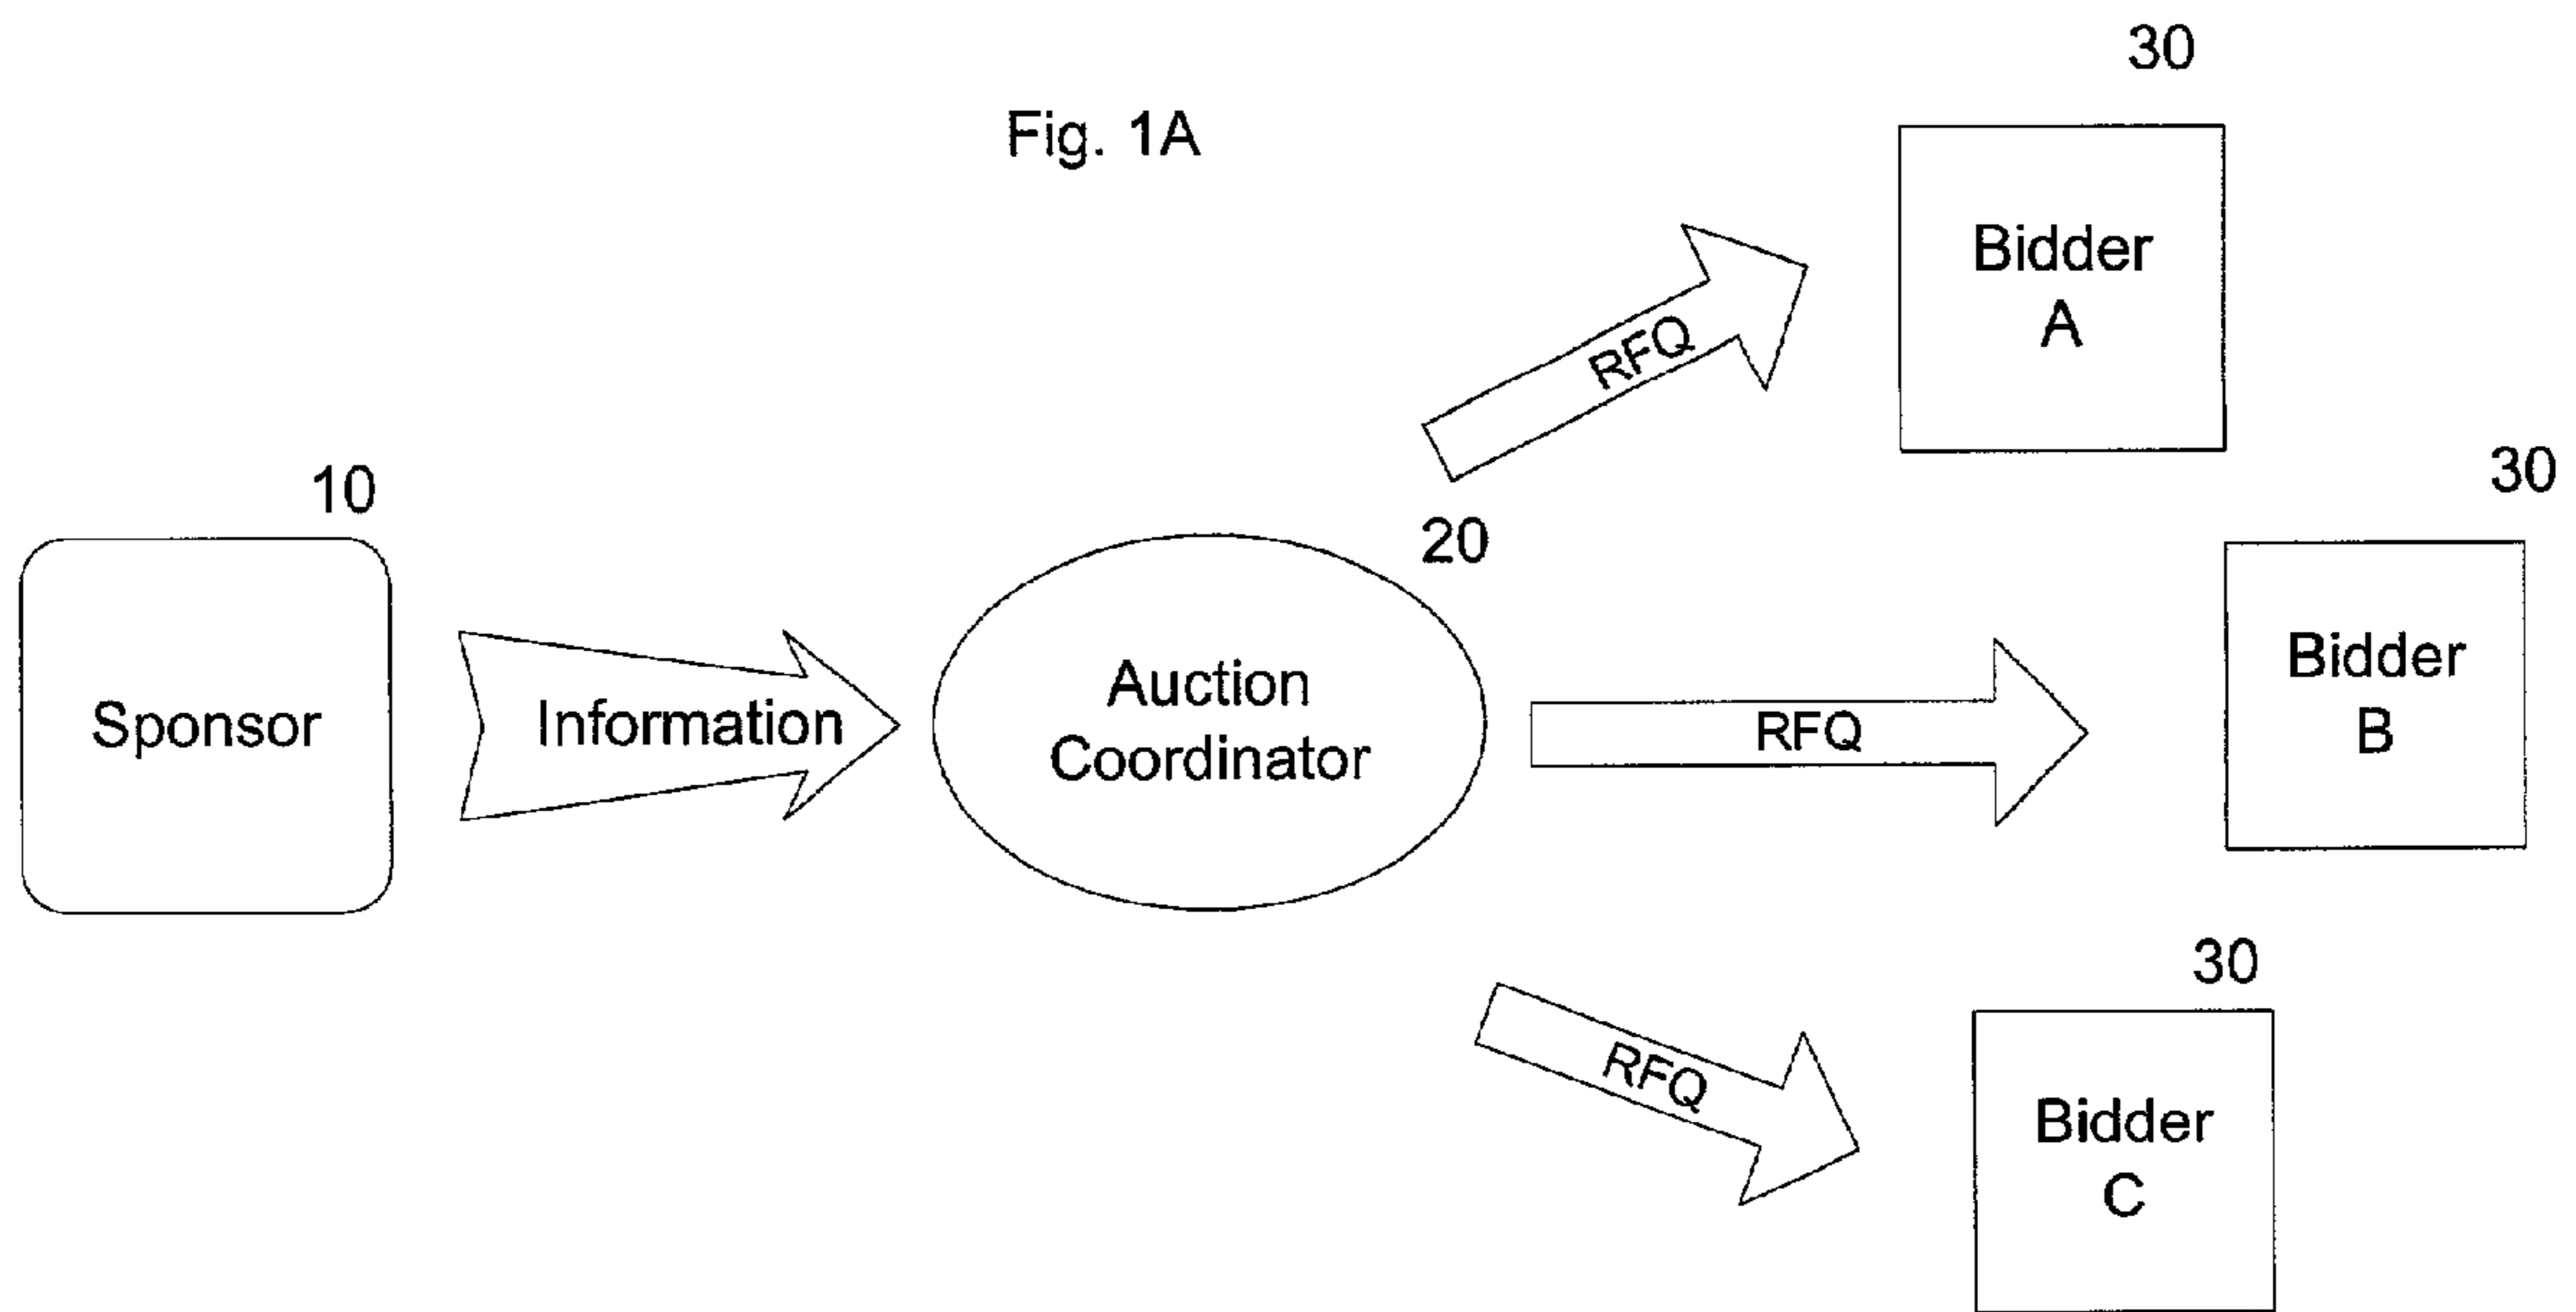 Fig. 1A
30
Bidder
A
RFQ
10
20
30
Sponsor
Information
Auction
Coordinator
RFQ
Bidder
B
30
RFQ
Bidder
C